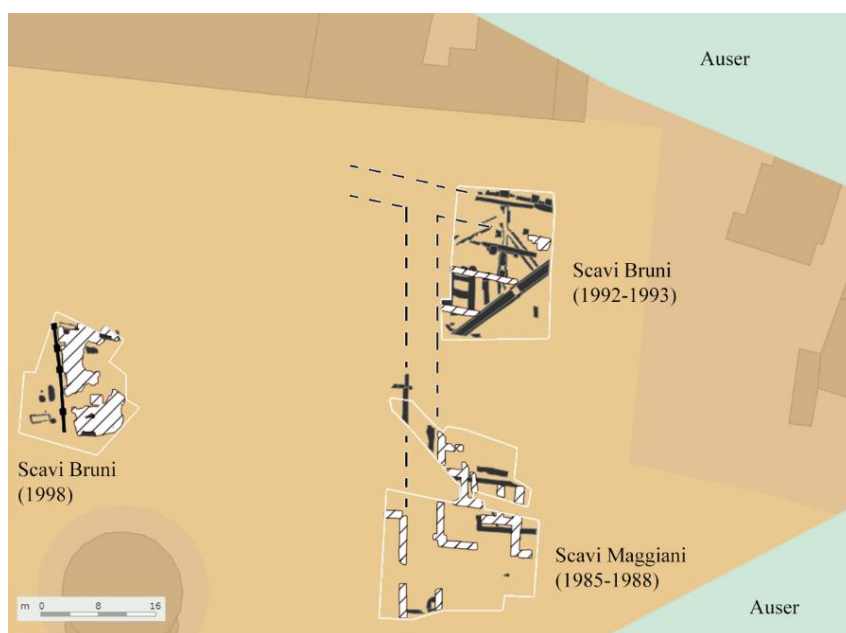 Auser
Scavi Bruni
(1992-1993)
Scavi Bruni
(1998)
Scavi Maggiani
(1985-1988)
m 0 8 16
Auser